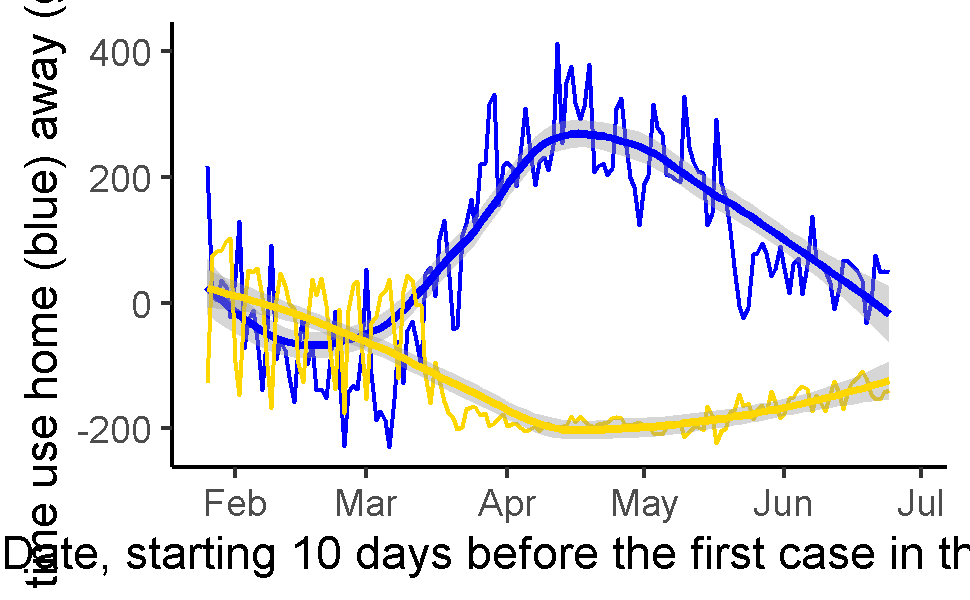 time use home (blue) away (
400
200
0
-200
Feb Mar Apr May Jun Jul
Date, starting 10 days before the first case in th